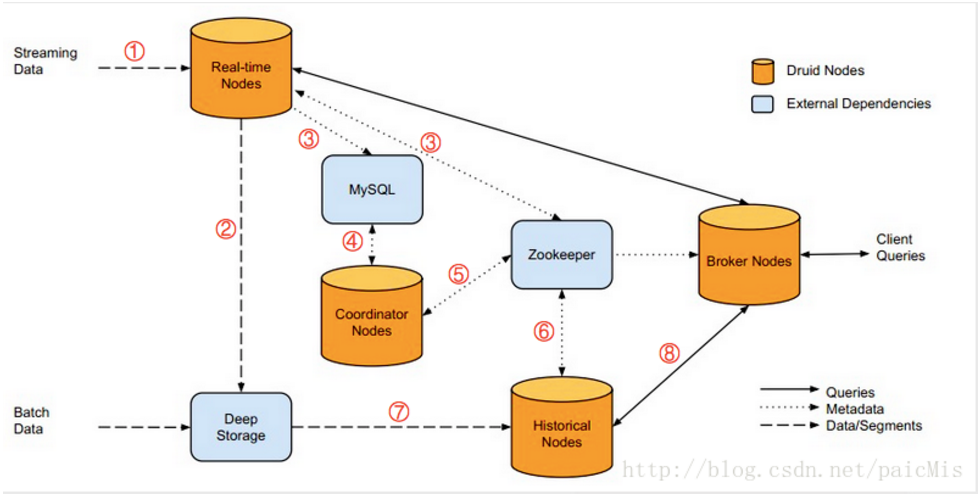 Streaming
Data
①
Real-time
Nodes
Druid Nodes
External Dependencies
③
③
MySQL
②
④
Zookeeper
Broker Nodes
Client
Queries
⑤
Coordinator
Nodes
⑥
⑧
Batch
Data
Deep
Storage
⑦
Historical
Nodes
Queries
Metadata
Data/Segments
http://blog.csdn.net/paicMis